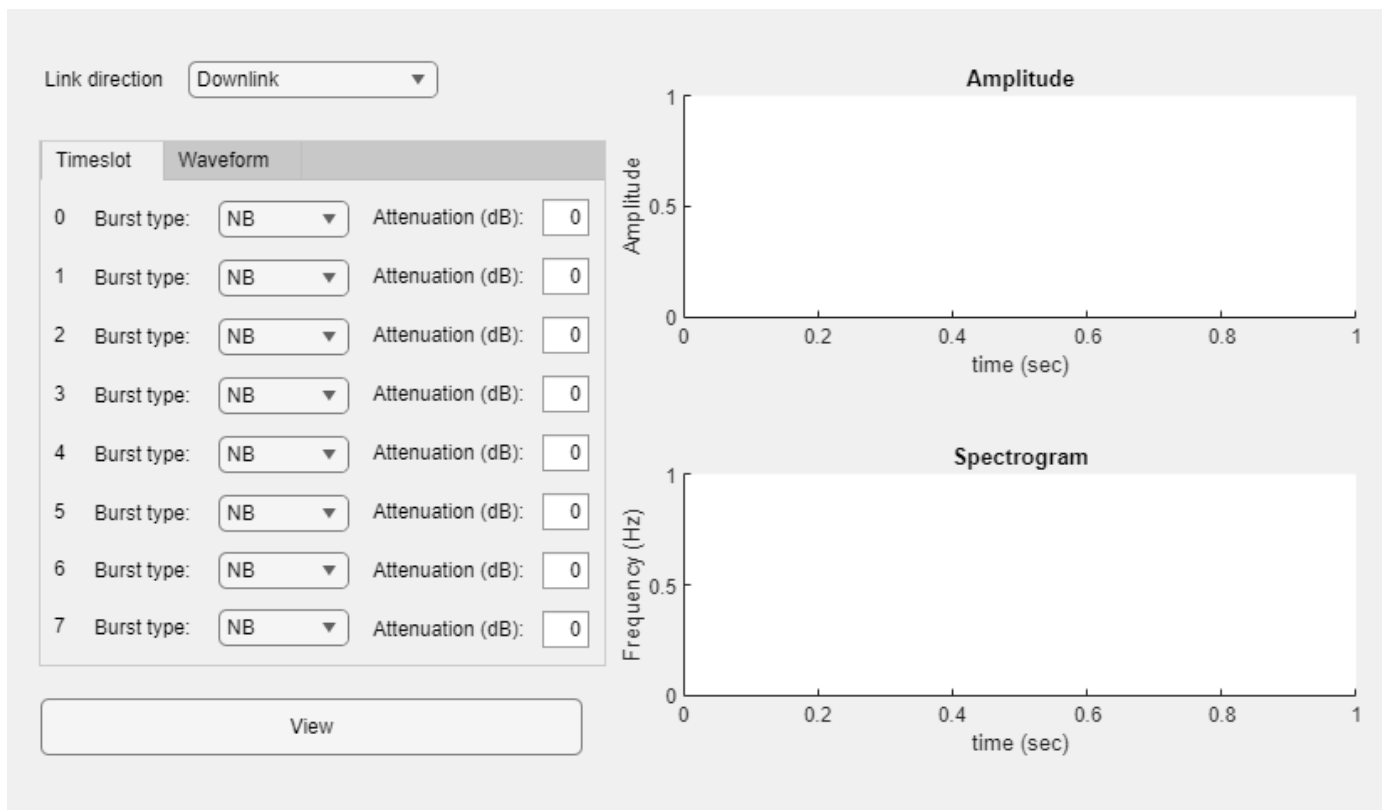 Link direction Downlink
Timeslot Waveform
0 Burst type: NB Attenuation (dB): 0
1 Burst type: NB Attenuation (dB): 0
2 Burst type: NB Attenuation (dB): 0
3 Burst type: NB Attenuation (dB): 0
4 Burst type: NB Attenuation (dB): 0
5 Burst type: NB Attenuation (dB): 0
6 Burst type: NB Attenuation (dB): 0
7 Burst type: NB Attenuation (dB): 0
View
Amplitude
Amplitude
1
0.5
0
0 0.2 0.4 0.6 0.8 1
time (sec)
Spectrogram
Frequency (Hz)
1
0.5
0
0 0.2 0.4 0.6 0.8 1
time (sec)